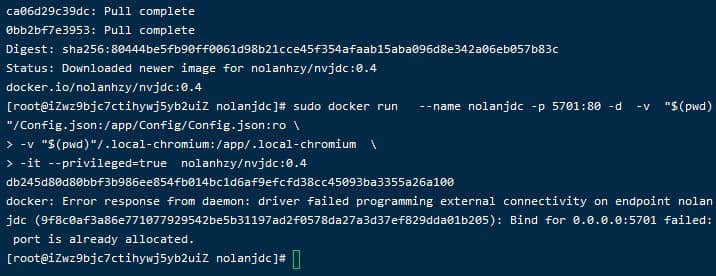 ca06d29c39dc: Pull complete
0bb2bf7e3953: Pull complete
Digest: sha256:80444be5fb90ff0061d98b21cce45f354afaab15aba096d8e342a06eb057b83c
Status: Downloaded newer image for nolanhzy/nvjdc:0.4
docker.io/nolanhzy/nvjdc:0.4
[root@iZwz9bjc7ctihywj5yb2uiZ nolanjdc]# sudo docker run   --name nolanjdc -p 5701:80 -d  -v  "$(pwd)
"/Config.json:/app/Config/Config.json:ro \
> -v "$(pwd)"/.local-chromium:/app/.local-chromium  \
> -it --privileged=true  nolanhzy/nvjdc:0.4
db245d80d80bbf3b986ee854fb014bc1d6af9efcfd38cc45093ba3355a26a100
docker: Error response from daemon: driver failed programming external connectivity on endpoint nolan
jdc (9f8c0af3a86e771077929542be5b31197ad2f0578da27a3d37ef829dda01b205): Bind for 0.0.0.0:5701 failed:
 port is already allocated.
[root@iZwz9bjc7ctihywj5yb2uiZ nolanjdc]#